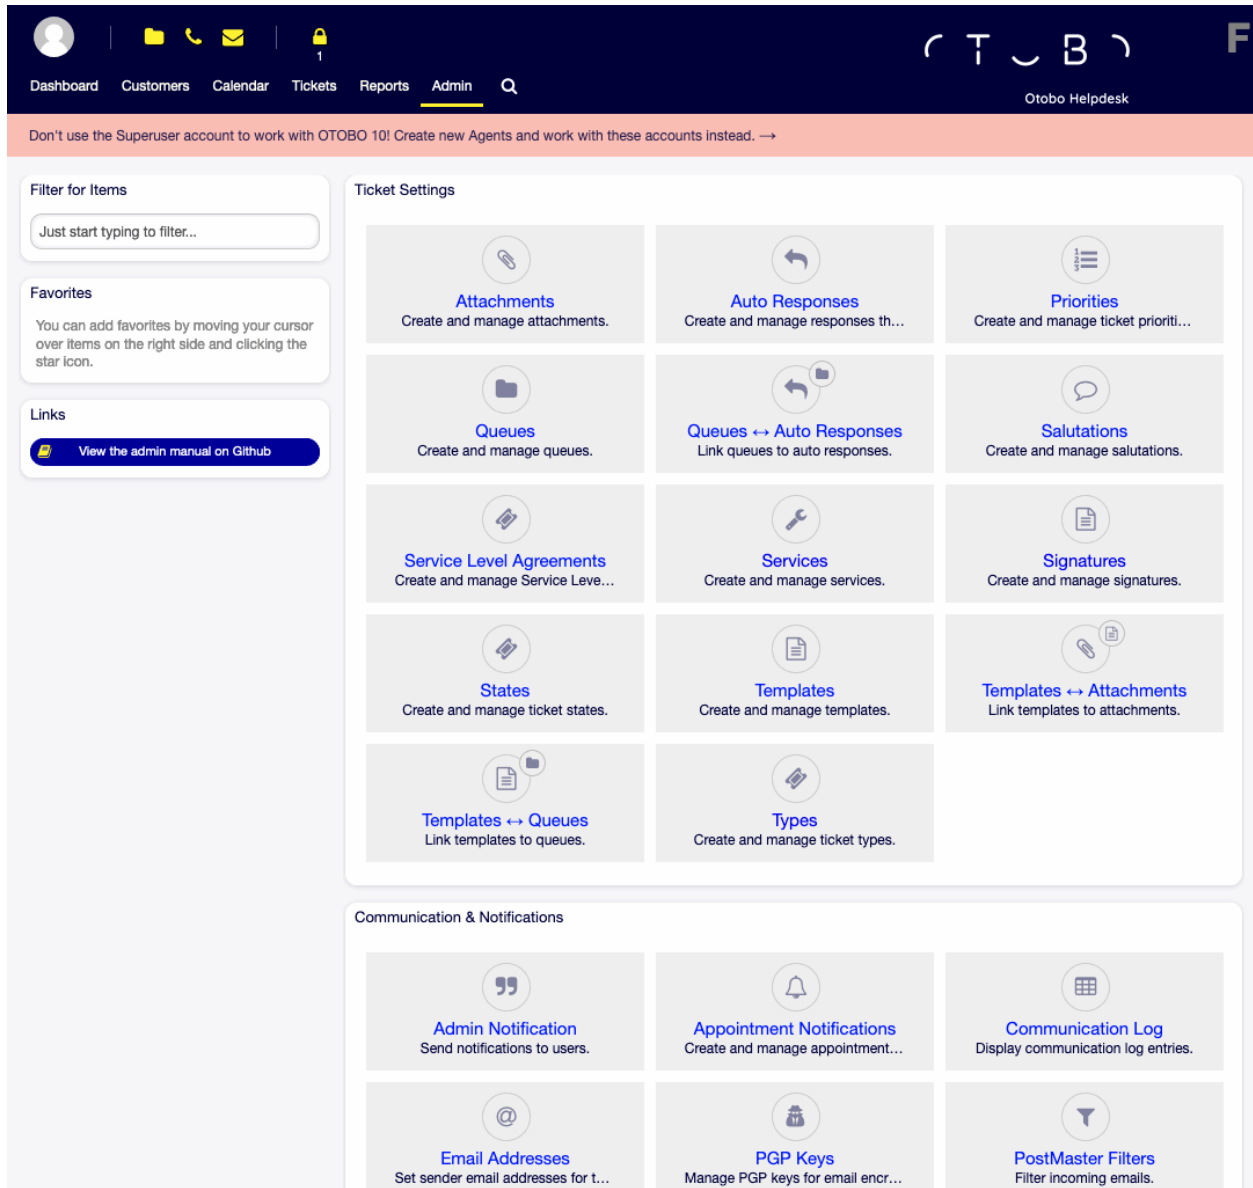 1
OTOBO
F
Dashboard Customers Calendar Tickets Reports Admin
Otobo Helpdesk
Don't use the Superuser account to work with OTOBO 10! Create new Agents and work with these accounts instead. →
Filter for Items
Just start typing to filter...
Favorites
You can add favorites by moving your cursor
over items on the right side and clicking the
star icon.
Links
View the admin manual on Github
Ticket Settings
Attachments
Create and manage attachments.
Auto Responses
Create and manage responses th...
Priorities
Create and manage ticket prioriti...
Queues
Create and manage queues.
Queues ↔ Auto Responses
Link queues to auto responses.
Salutations
Create and manage salutations.
Service Level Agreements
Create and manage Service Leve...
Services
Create and manage services.
Signatures
Create and manage signatures.
States
Create and manage ticket states.
Templates
Create and manage templates.
Templates ↔ Attachments
Link templates to attachments.
Templates ↔ Queues
Link templates to queues.
Types
Create and manage ticket types.
Communication & Notifications
Admin Notification
Send notifications to users.
Appointment Notifications
Create and manage appointment...
Communication Log
Display communication log entries.
Email Addresses
Set sender email addresses for t...
PGP Keys
Manage PGP keys for email encr...
PostMaster Filters
Filter incoming emails.